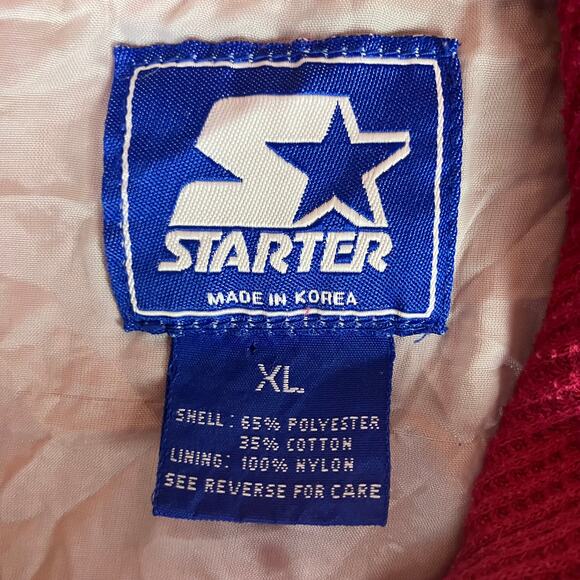 STARTER
MADE IN KOREA
XL
SHELL: 65% POLYESTER
35% COTTON
LINING: 100% NYLON
SEE REVERSE FOR CARE